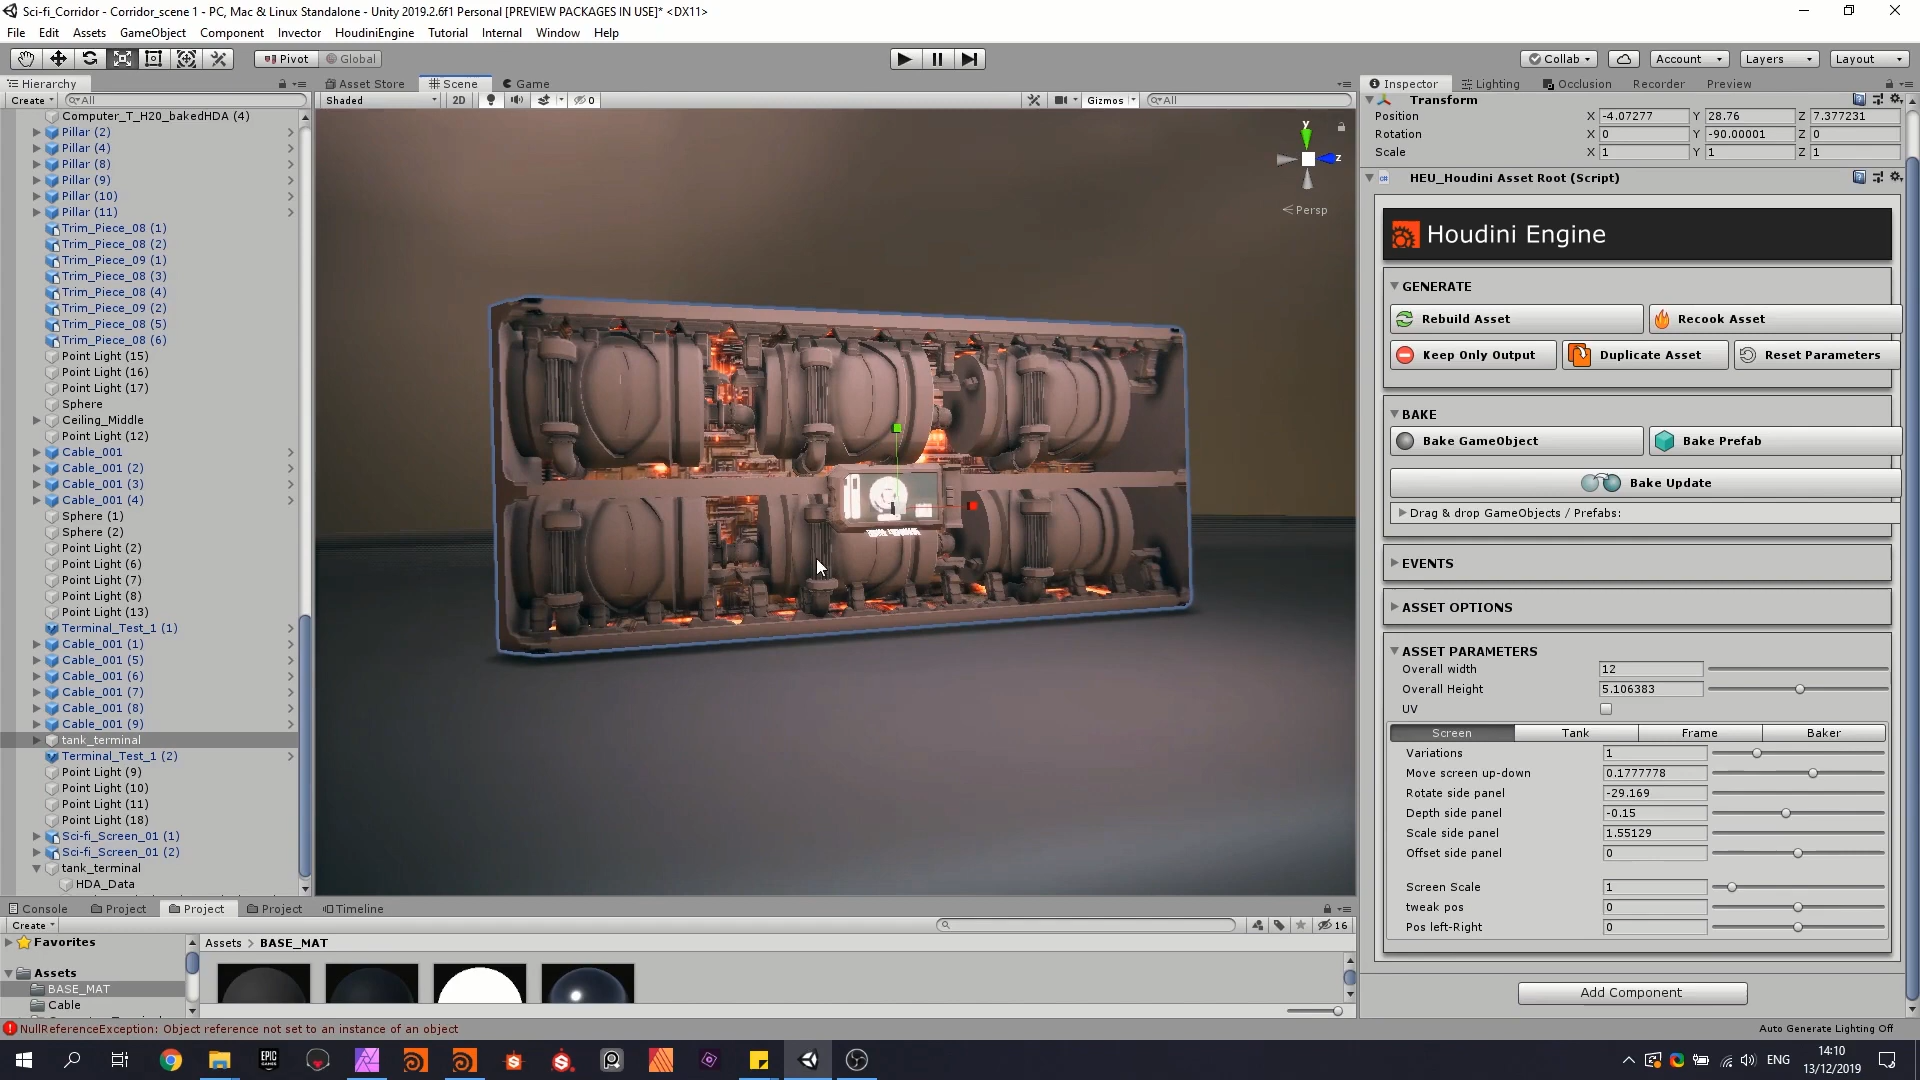 Sci-fi_Corridor - Corridor_scene 1 - PC, Mac & Linux Standalone - Unity 2019.2.6f1 Personal [PREVIEW PACKAGES IN USE]* <DX11>
File Edit Assets GameObject Component Invector HoudiniEngine Tutorial Internal Window Help
Pivot Global Collab Account Layers Layout
Hierarchy
Create All
Computer_T_H20_bakedHDA (4)
Pillar (2)
Pillar (4)
Pillar (8)
Pillar (9)
Pillar (10)
Pillar (11)
Trim_Piece_08 (1)
Trim_Piece_08 (2)
Trim_Piece_09 (1)
Trim_Piece_08 (3)
Trim_Piece_08 (4)
Trim_Piece_09 (2)
Trim_Piece_08 (5)
Trim_Piece_08 (6)
Point Light (15)
Point Light (16)
Point Light (17)
Sphere
Ceiling_Middle
Point Light (12)
Cable_001
Cable_001 (2)
Cable_001 (3)
Cable_001 (4)
Sphere (1)
Sphere (2)
Point Light (2)
Point Light (6)
Point Light (7)
Point Light (8)
Point Light (13)
Terminal_Test_1 (1)
Cable_001 (1)
Cable_001 (5)
Cable_001 (6)
Cable_001 (7)
Cable_001 (8)
Cable_001 (9)
tank_terminal
Terminal_Test_1 (2)
Point Light (9)
Point Light (10)
Point Light (11)
Point Light (18)
Sci-fi_Screen_01 (1)
Sci-fi_Screen_01 (2)
tank_terminal
HDA_Data
Asset Store Scene Game
Shaded 2D 0 Gizmos All
y
z
Persp
Inspector Lighting Occlusion Recorder Preview
Transform
Position X -4.07277 Y 28.76 Z 7.377231
Rotation X 0 Y -90.00001 Z 0
Scale X 1 Y 1 Z 1
HEU_Houdini Asset Root (Script)
Houdini Engine
GENERATE
Rebuild Asset Recook Asset
Keep Only Output Duplicate Asset Reset Parameters
BAKE
Bake GameObject Bake Prefab
Bake Update
Drag & drop GameObjects / Prefabs:
EVENTS
ASSET OPTIONS
ASSET PARAMETERS
Overall width 12
Overall Height 5.106383
UV
Screen Tank Frame Baker
Variations 1
Move screen up-down 0.1777778
Rotate side panel -29.169
Depth side panel -0.15
Scale side panel 1.55129
Offset side panel 0
Screen Scale 1
tweak pos 0
Pos left-Right 0
Add Component
Console Project Project Project Timeline
Create 16
Favorites
Assets
BASE_MAT
Cable
Assets > BASE_MAT
NullReferenceException: Object reference not set to an instance of an object
Auto Generate Lighting Off
EPIC GAMES
ENG
14:10
13/12/2019